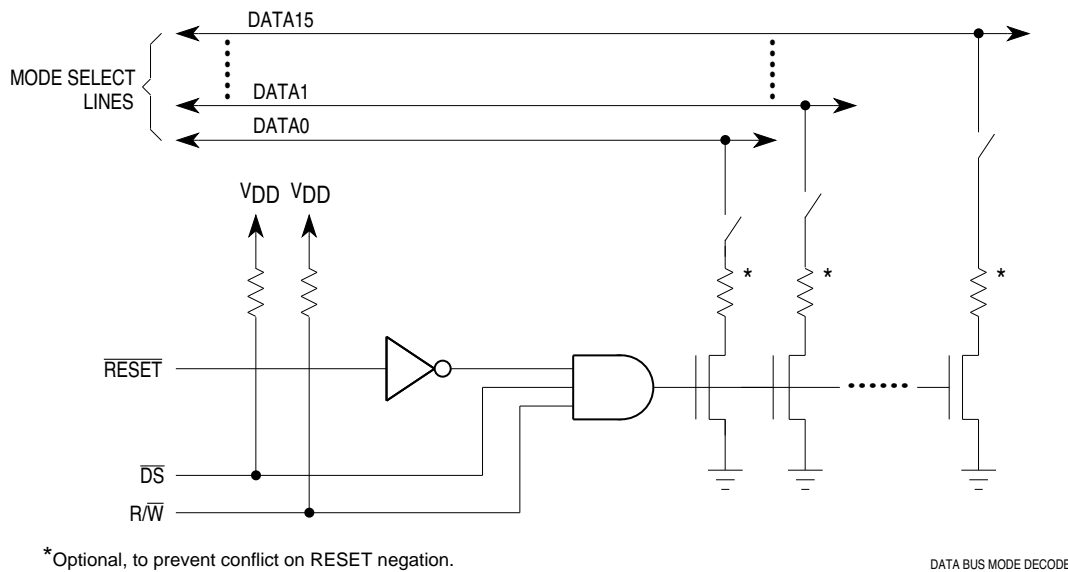 DATA15
MODE SELECT
LINES
DATA1
DATA0
VDD VDD
* * *
RESET
DS
R/W
*Optional, to prevent conflict on RESET negation.
DATA BUS MODE DECODE